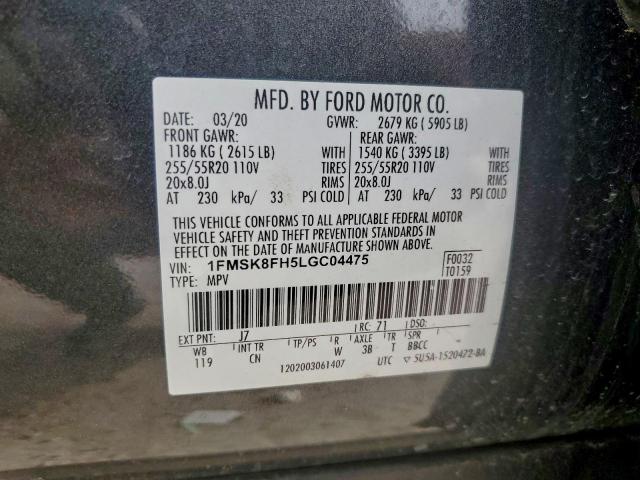 MFD. BY FORD MOTOR CO.
DATE: 03/20 GVWR: 2679 KG ( 5905 LB)
FRONT GAWR: REAR GAWR:
1186 KG ( 2615 LB) WITH 1540 KG ( 3395 LB) WITH
255/55R20 110V TIRES 255/55R20 110V TIRES
20x8.0J RIMS 20x8.0J RIMS
AT 230 kPa/ 33 PSI COLD AT 230 kPa/ 33 PSI COLD
THIS VEHICLE CONFORMS TO ALL APPLICABLE FEDERAL MOTOR
VEHICLE SAFETY AND THEFT PREVENTION STANDARDS IN
EFFECT ON THE DATE OF MANUFACTURE SHOWN ABOVE.
VIN: 1FMSK8FH5LGC04475 F0032
TYPE: MPV T0159
EXT PNT: J7 RC: 71 DSO:
WB INT TR TP/PS R AXLE TR SPR
119 CN W 3B T BBCC
1202003061407 UTC ▽ 5U5A-1520472-BA